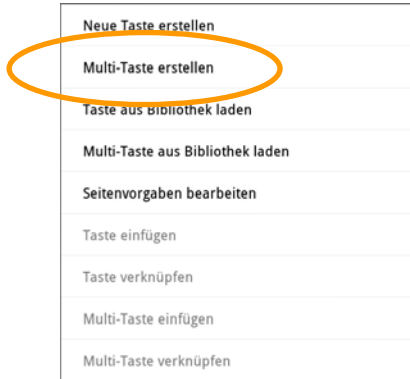 Neue Taste erstellen
Multi-Taste erstellen
Taste aus Bibliothek laden
Multi-Taste aus Bibliothek laden
Seitenvorgaben bearbeiten
Taste einfügen
Taste verknüpfen
Multi-Taste einfügen
Multi-Taste verknüpfen